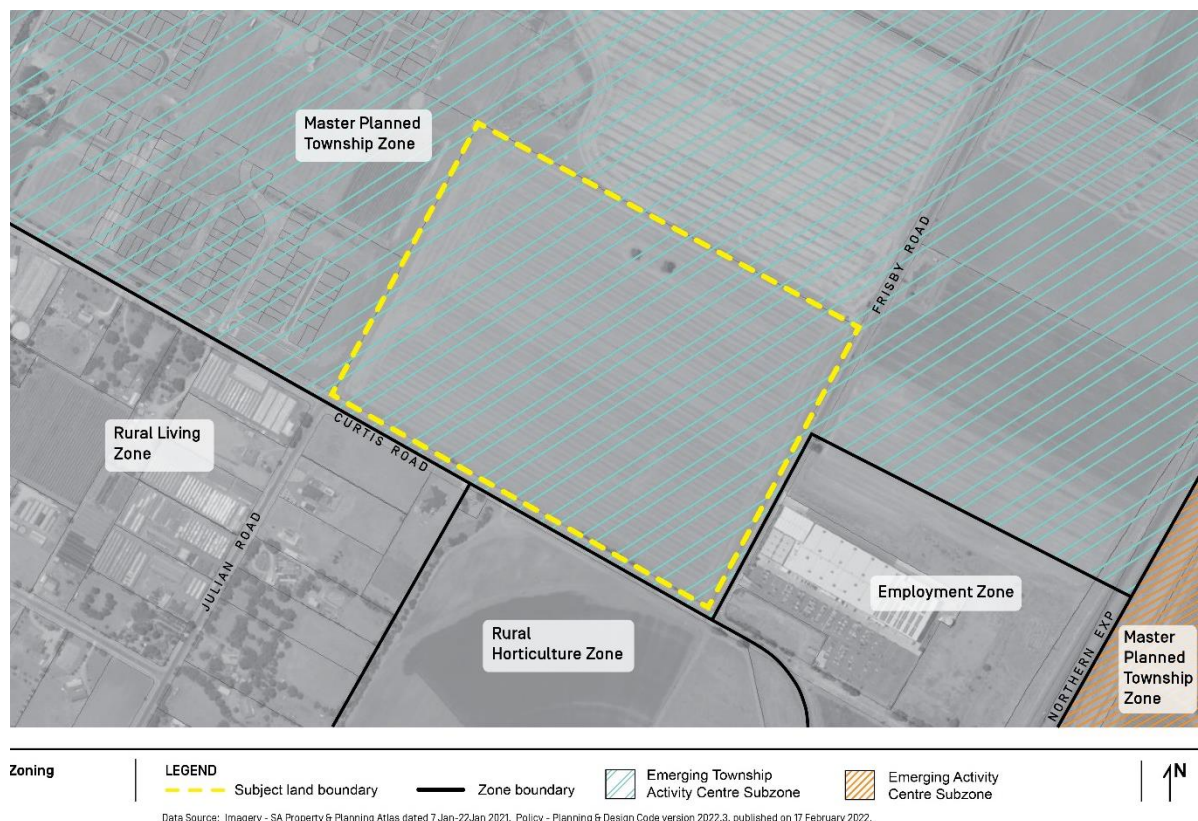 Master Planned
Township Zone
FRISBY ROAD
Rural Living
Zone
CURTIS ROAD
JULIAN ROAD
Employment Zone
Rural
Horticulture Zone
NORTHERN EXP
Master
Planned
Township
Zone
Zoning
LEGEND
Subject land boundary
Zone boundary
Emerging Township
Activity Centre Subzone
Emerging Activity
Centre Subzone
N
Data Source: Imagery - SA Property & Planning Atlas dated 7 Jan-22Jan 2021, Policy - Planning & Design Code version 2022.3, published on 17 February 2022.